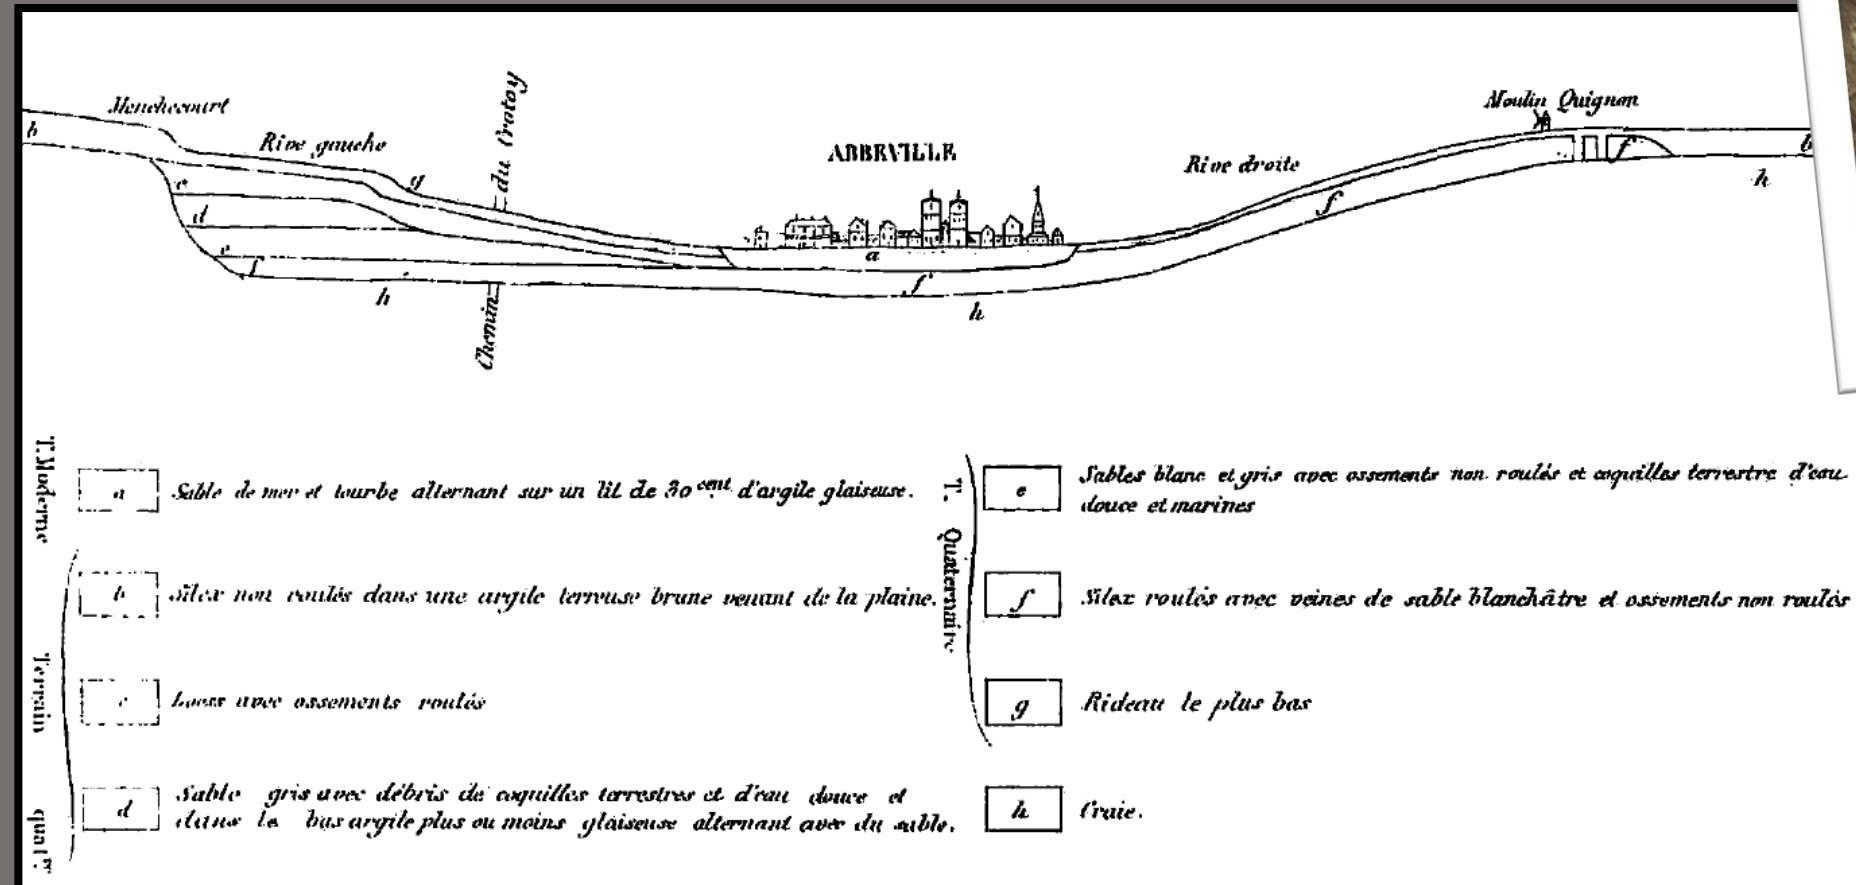 Menchecourt
Rive gauche
Chemin du Crotoy
ABBEVILLE
Rive droite
Moulin Quignon
b
g
c
d
e
f
h
a
f
h
f
f
b
h
T. Moderne
a Sable de mer et tourbe alternant sur un lit de 30 cent d'argile glaiseuse.
Terrain quatre
b Silex non roulés dans une argile terreuse brune venant de la plaine.
c Loess avec ossements roulés
d Sable gris avec débris de coquilles terrestres et d'eau douce et
dans le bas argile plus ou moins glaiseuse alternant avec du sable.
T. Quaternaire
e Sables blanc et gris avec ossements non roulés et coquilles terrestre d'eau
douce et marines
f Silex roulés avec veines de sable blanchâtre et ossements non roulés
g Rideau le plus bas
h Craie.